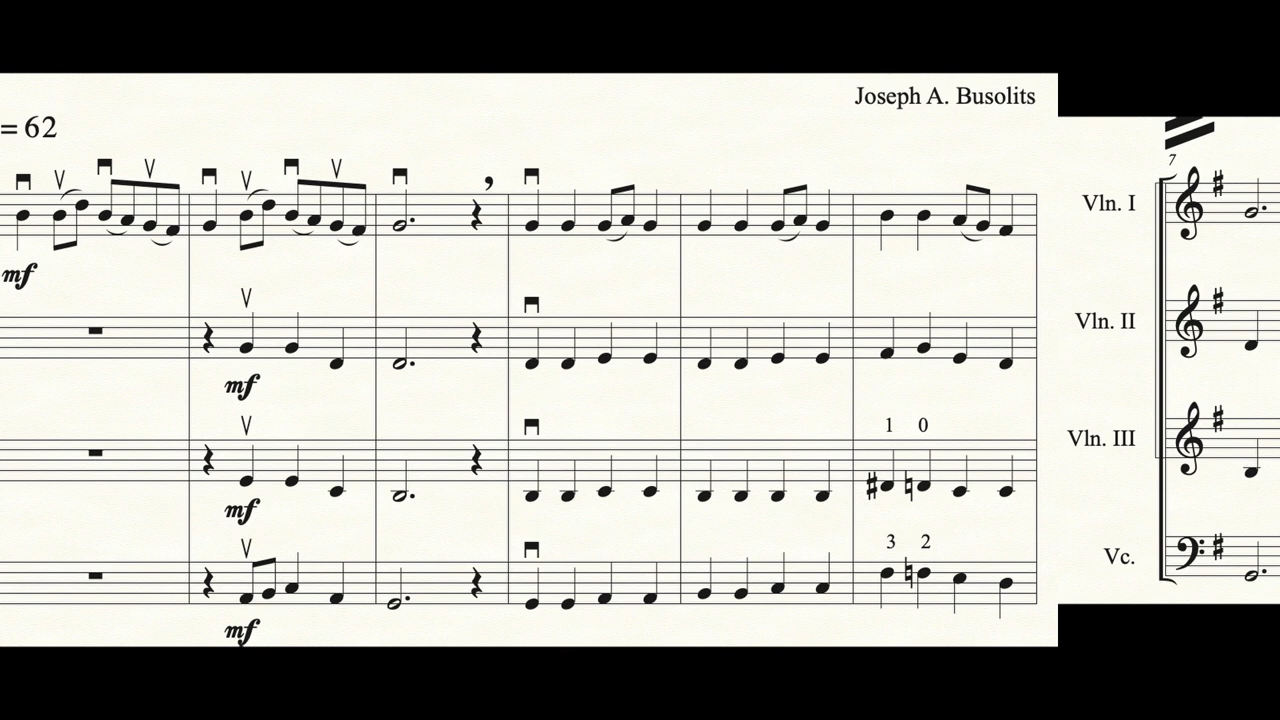 Joseph A. Busolits
= 62
mf
mf
1 0
mf
3 2
mf
7
Vln. I
Vln. II
Vln. III
Vc.